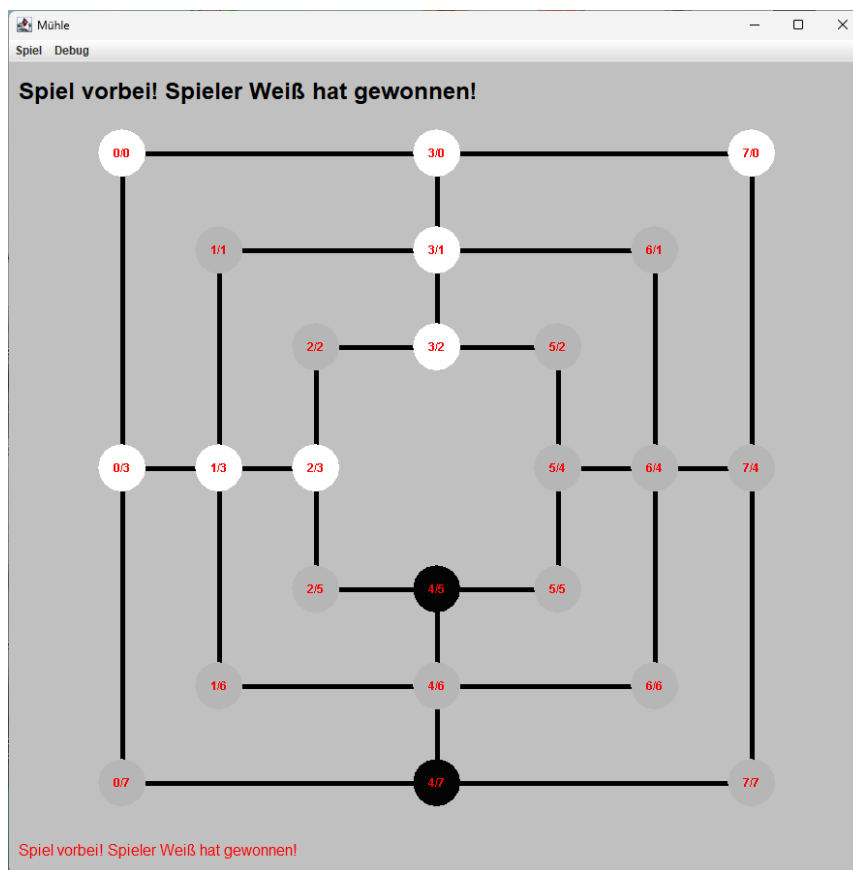 Mühle
Spiel Debug
Spiel vorbei! Spieler Weiß hat gewonnen!
0/0 3/0 7/0
1/1 3/1 6/1
2/2 3/2 5/2
0/3 1/3 2/3 5/4 6/4 7/4
2/5 4/5 5/5
1/6 4/6 6/6
0/7 4/7 7/7
Spiel vorbei! Spieler Weiß hat gewonnen!